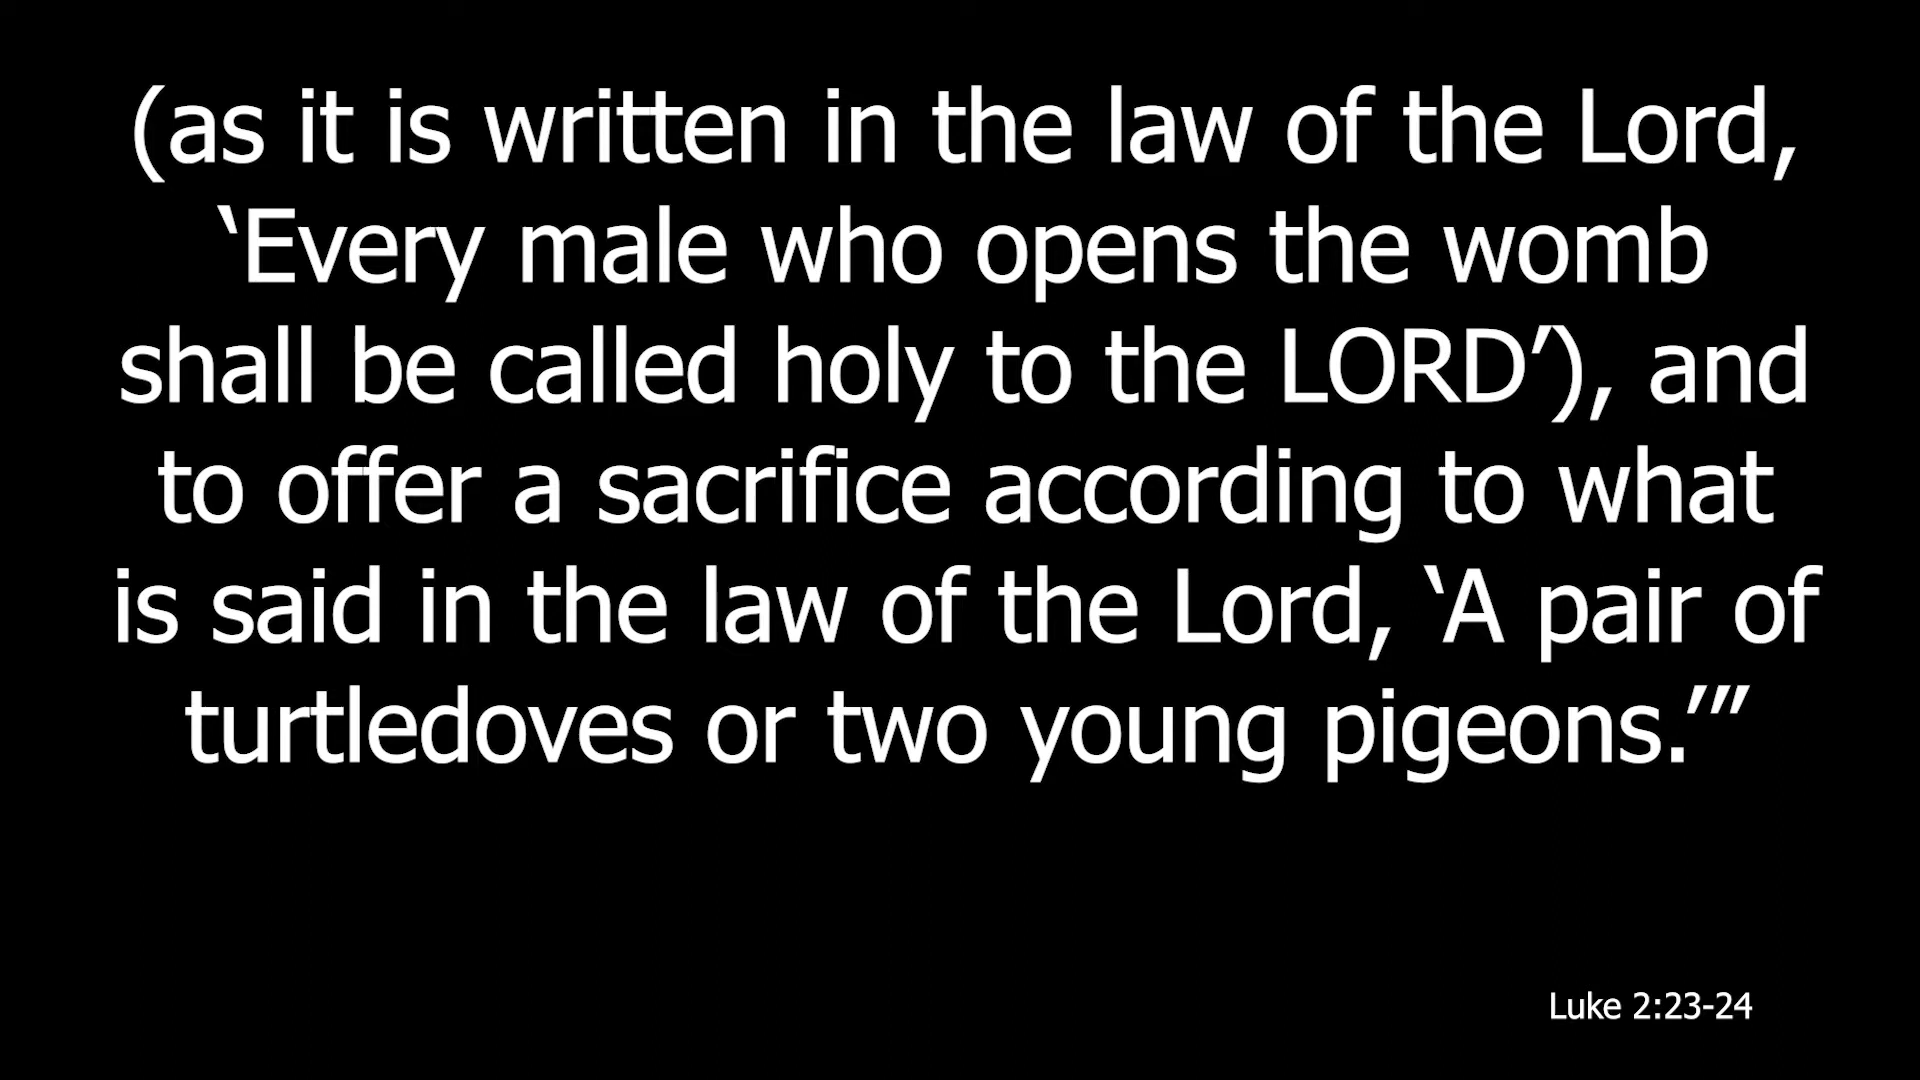 (as it is written in the law of the Lord,
‘Every male who opens the womb
shall be called holy to the LORD’), and
to offer a sacrifice according to what
is said in the law of the Lord, ‘A pair of
turtledoves or two young pigeons.’”
Luke 2:23-24